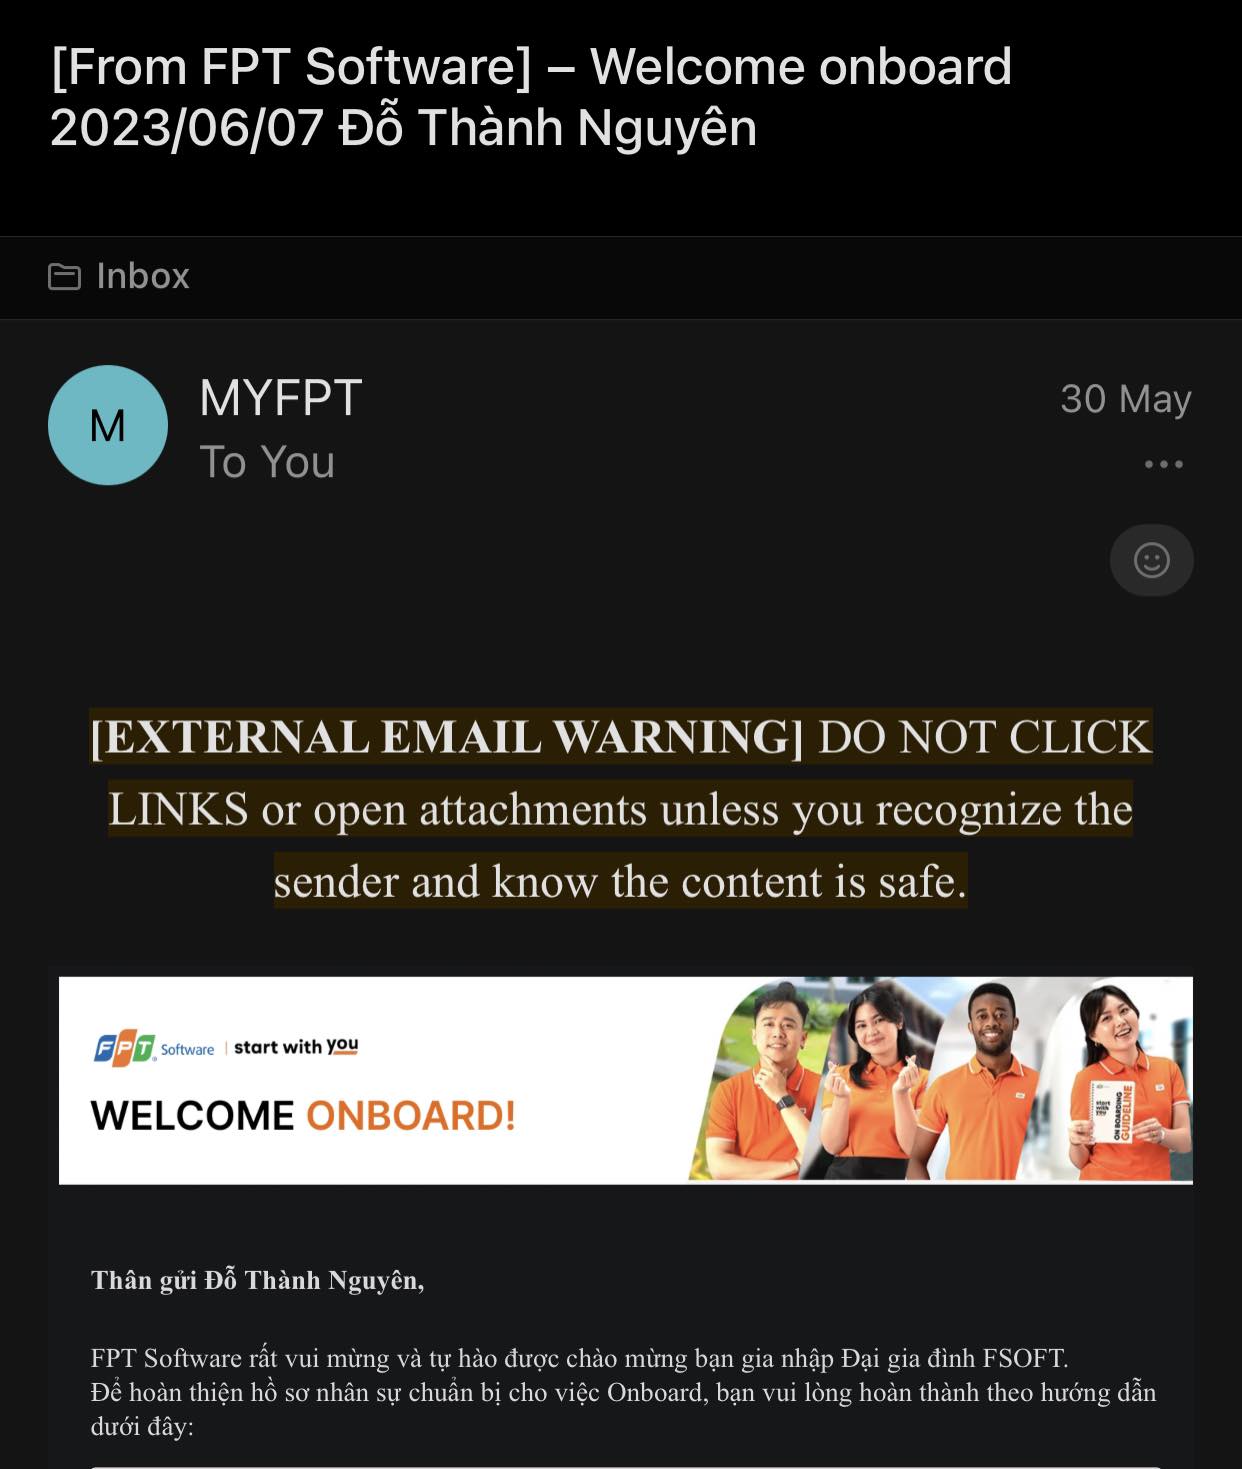 [From FPT Software] – Welcome onboard
2023/06/07 Đỗ Thành Nguyên
Inbox
M
MYFPT
30 May
To You
[EXTERNAL EMAIL WARNING] DO NOT CLICK
LINKS or open attachments unless you recognize the
sender and know the content is safe.
FPT Software | start with you
WELCOME ONBOARD!
start
with
you
ONBOARDING
GUIDELINE
Thân gửi Đỗ Thành Nguyên,
FPT Software rất vui mừng và tự hào được chào mừng bạn gia nhập Đại gia đình FSOFT.
Để hoàn thiện hồ sơ nhân sự chuẩn bị cho việc Onboard, bạn vui lòng hoàn thành theo hướng dẫn
dưới đây: